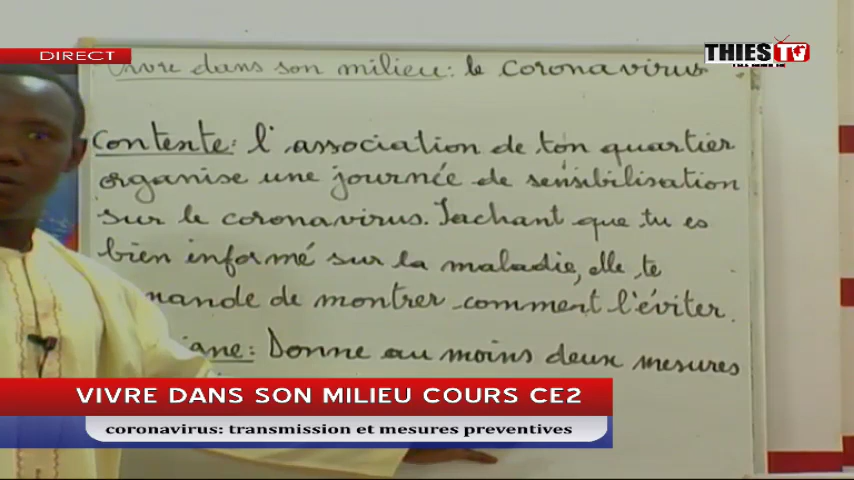 DIRECT
THIES TV
Vivre dans son milieu: le coronavirus
Contexte: l'association de ton quartier
organise une journée de sensibilisation
sur le coronavirus. Sachant que tu es
bien informé sur la maladie, elle te
mande de montrer comment l'éviter.
igne: Donne au moins deux mesures
VIVRE DANS SON MILIEU COURS CE2
coronavirus: transmission et mesures preventives